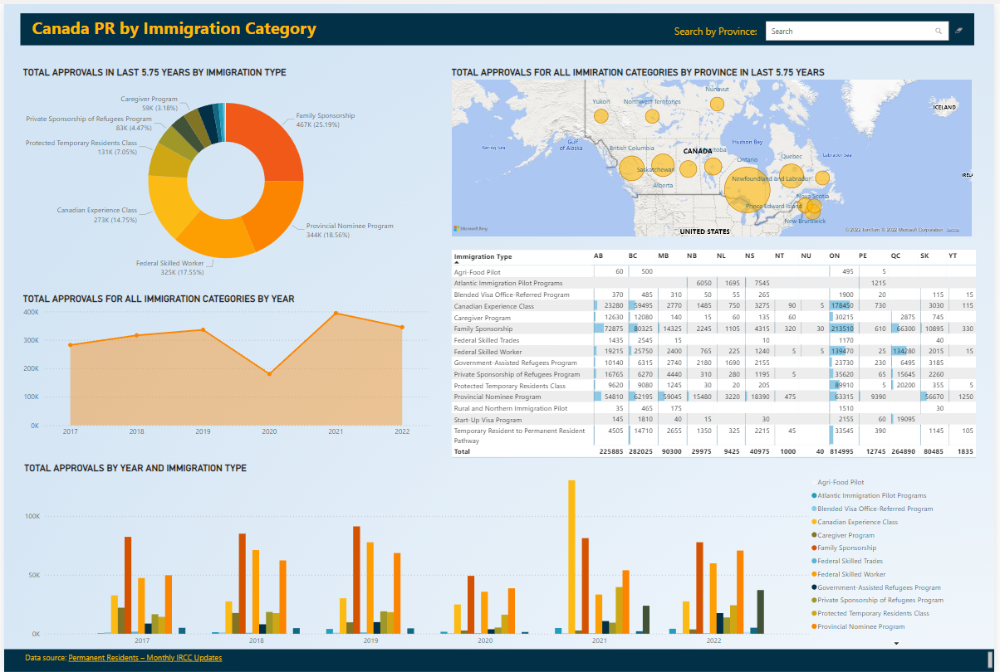 Canada PR by Immigration Category
Search by Province:
Search
TOTAL APPROVALS IN LAST 5.75 YEARS BY IMMIGRATION TYPE
Caregiver Program
59K (3.18%)
Private Sponsorship of Refugees Program
83K (4.47%)
Protected Temporary Residents Class
131K (7.05%)
Canadian Experience Class
273K (14.75%)
Federal Skilled Worker
325K (17.55%)
Family Sponsorship
467K (25.19%)
Provincial Nominee Program
344K (18.56%)
TOTAL APPROVALS FOR ALL IMMIRATION CATEGORIES BY PROVINCE IN LAST 5.75 YEARS
Nunavut
Yukon
Northwest Territories
ICELAND
Bering Sea
Gulf
of Alaska
British Columbia
CANADA
Hudson Bay
Labrador Sea
Ontario
Quebec
Saskatchewan
Newfoundland and Labrador
Alberta
Nova Scotia
Prince Edward Island
New Brunswick
UNITED STATES
Microsoft Bing
© 2022 TomTom, © 2022 Microsoft Corporation Terms
TOTAL APPROVALS FOR ALL IMMIGRATION CATEGORIES BY YEAR
400K
300K
200K
100K
0K
2017 2018 2019 2020 2021 2022
Immigration Type AB BC MB NB NL NS NT NU ON PE QC SK YT
Agri-Food Pilot 60 500 495 5
Atlantic Immigration Pilot Programs 6050 1695 7545 1215
Blended Visa Office-Referred Program 370 485 310 50 55 265 1900 20 115 15
Canadian Experience Class 23280 59495 2770 1485 750 3275 90 5 178450 730 3030 115
Caregiver Program 12630 12080 140 15 60 135 60 30215 2875 745
Family Sponsorship 72875 80325 14325 2245 1105 4315 320 30 213510 610 66300 10895 330
Federal Skilled Trades 1435 2545 15 10 1170 40
Federal Skilled Worker 19215 25750 2400 765 225 1240 5 5 139470 25 134280 2015 15
Government-Assisted Refugees Program 10140 6315 2740 2180 1690 2155 23730 230 6495 3185
Private Sponsorship of Refugees Program 16765 6270 4440 310 280 1195 5 35620 65 15645 2260
Protected Temporary Residents Class 9620 9080 1245 30 20 205 89910 5 20200 355 5
Provincial Nominee Program 54810 62195 59045 15480 3220 18390 475 63315 9390 56670 1250
Rural and Northern Immigration Pilot 35 465 175 1510 30
Start-Up Visa Program 145 1810 40 15 30 2155 60 19095
Temporary Resident to Permanent Resident
Pathway 4505 14710 2655 1350 325 2215 45 33545 390 1145 105
Total 225885 282025 90300 29975 9425 40975 1000 40 814995 12745 264890 80485 1835
TOTAL APPROVALS BY YEAR AND IMMIGRATION TYPE
100K
50K
0K
2017 2018 2019 2020 2021 2022
Agri-Food Pilot
Atlantic Immigration Pilot Programs
Blended Visa Office-Referred Program
Canadian Experience Class
Caregiver Program
Family Sponsorship
Federal Skilled Trades
Federal Skilled Worker
Government-Assisted Refugees Program
Private Sponsorship of Refugees Program
Protected Temporary Residents Class
Provincial Nominee Program
Data source: Permanent Residents – Monthly IRCC Updates